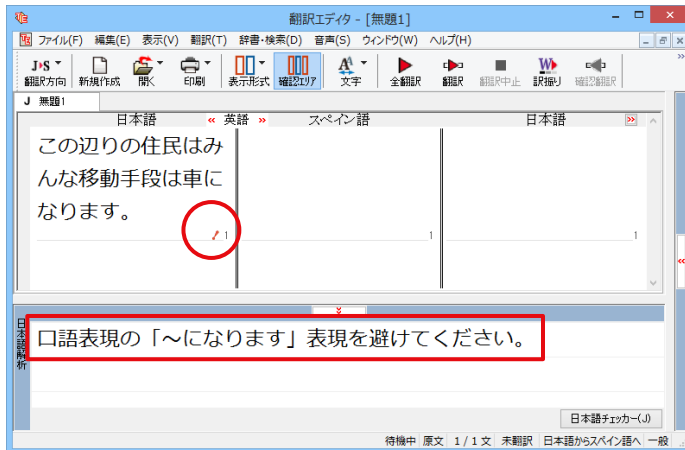 翻訳エディタ - [無題1]
ファイル(F) 編集(E) 表示(V) 翻訳(T) 辞書・検索(D) 音声(S) ウィンドウ(W) ヘルプ(H)
J▸S
翻訳方向 新規作成 開く 印刷 表示形式 確認エリア 文字 全翻訳 翻訳 翻訳中止 訳振り 確認翻訳
J 無題1
日本語 « 英語 » スペイン語 日本語 »
この辺りの住民はみ
んな移動手段は車に
なります。
1 1 1
日本語解析
口語表現の「～になります」表現を避けてください。
日本語チェッカー(J)
待機中 原文 1 / 1 文 未翻訳 日本語からスペイン語へ 一般